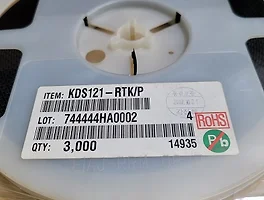 ITEM: KDS121-RTK/P
LOT: 744444HA0002 4
QTY: 3,000 14935
RoHS
Pb